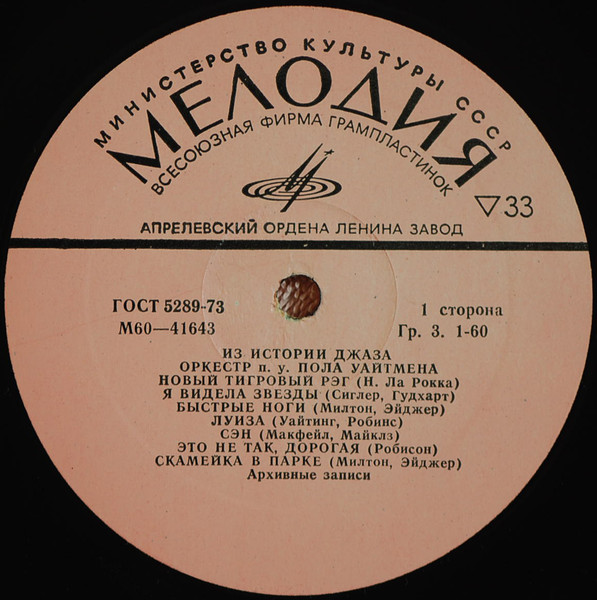 МИНИСТЕРСТВО КУЛЬТУРЫ СССР
МЕЛОДИЯ
ВСЕСОЮЗНАЯ ФИРМА ГРАМПЛАСТИНОК
▽33
АПРЕЛЕВСКИЙ ОРДЕНА ЛЕНИНА ЗАВОД
ГОСТ 5289-73
1 сторона
М60—41643
Гр. 3. 1-60
ИЗ ИСТОРИИ ДЖАЗА
ОРКЕСТР п. у. ПОЛА УАЙТМЕНА
НОВЫЙ ТИГРОВЫЙ РЭГ (Н. Ла Рокка)
Я ВИДЕЛА ЗВЕЗДЫ (Сиглер, Гудхарт)
БЫСТРЫЕ НОГИ (Милтон, Эйджер)
ЛУИЗА (Уайтинг, Робинс)
СЭН (Макфейл, Майклз)
ЭТО НЕ ТАК, ДОРОГАЯ (Робисон)
СКАМЕЙКА В ПАРКЕ (Милтон, Эйджер)
Архивные записи